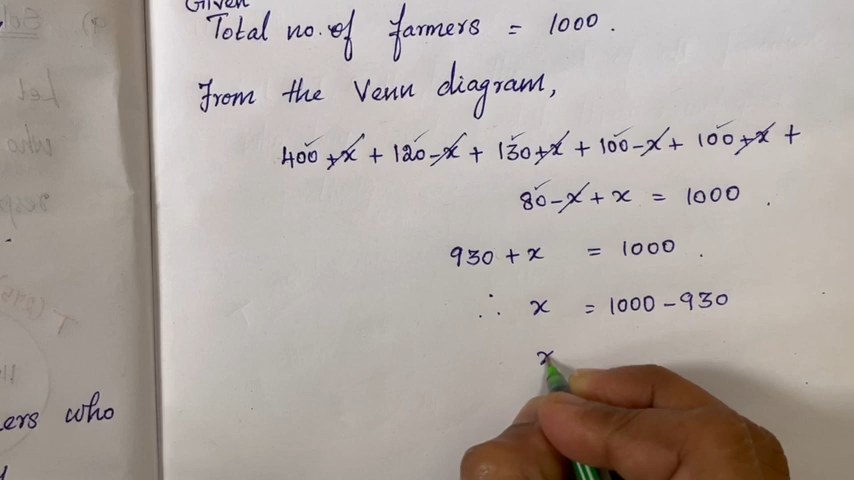 Given
Total no. of farmers = 1000.
From the Venn diagram,
400 + x + 120 - x + 130 + x + 100 - x + 100 + x +
80 - x + x = 1000.
930 + x = 1000.
∴ x = 1000 - 930
x
ers who